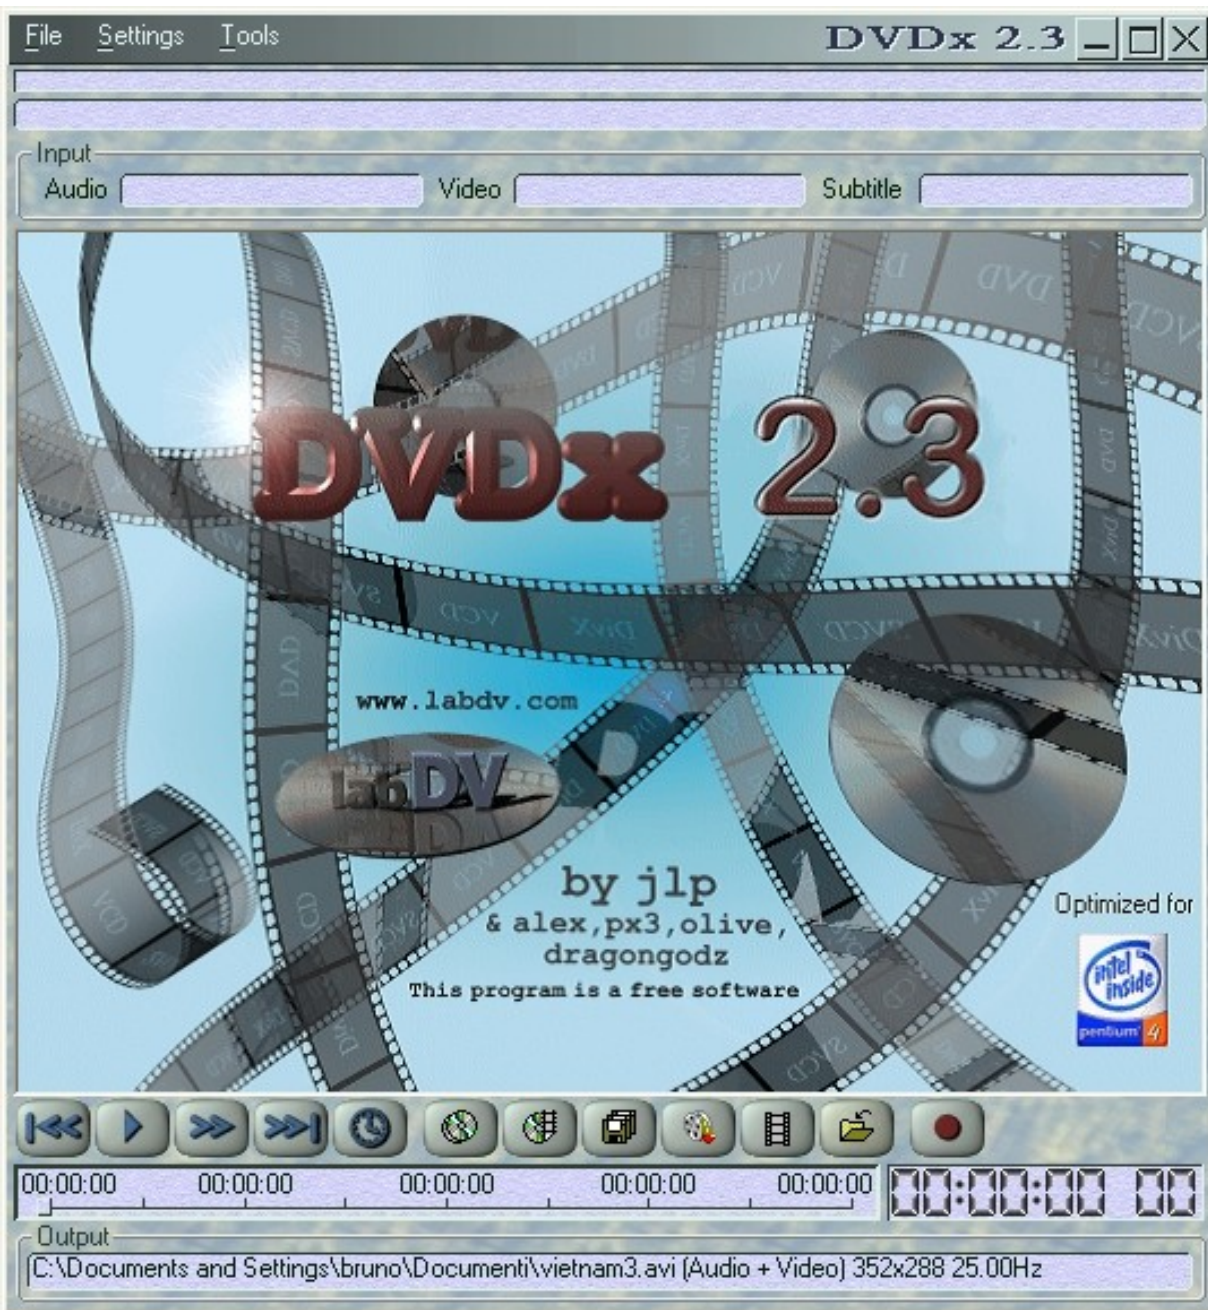 File Settings Tools DVDx 2.3
Input
Audio Video Subtitle
DVDx 2.3
www.labdv.com
labDV
by jlp
& alex,px3,olive,
dragongodz
This program is a free software
Optimized for
intel
inside
pentium 4
00:00:00 00:00:00 00:00:00 00:00:00 00:00:00 00:00:00 00
Output
C:\Documents and Settings\bruno\Documenti\vietnam3.avi (Audio + Video) 352x288 25.00Hz